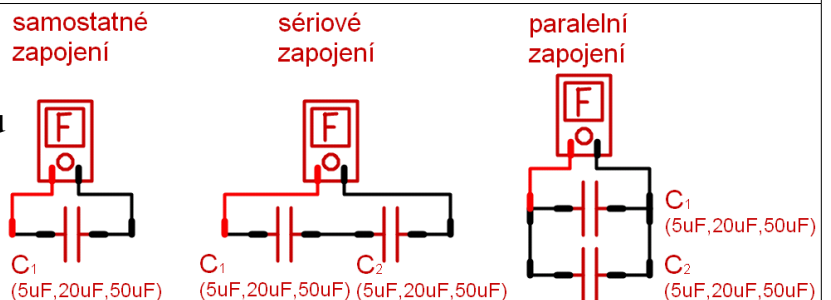 samostatné
zapojení
sériové
zapojení
paralelní
zapojení
F
F
F
C1
(5uF,20uF,50uF)
C1
(5uF,20uF,50uF)
C2
(5uF,20uF,50uF)
C1
(5uF,20uF,50uF)
C2
(5uF,20uF,50uF)